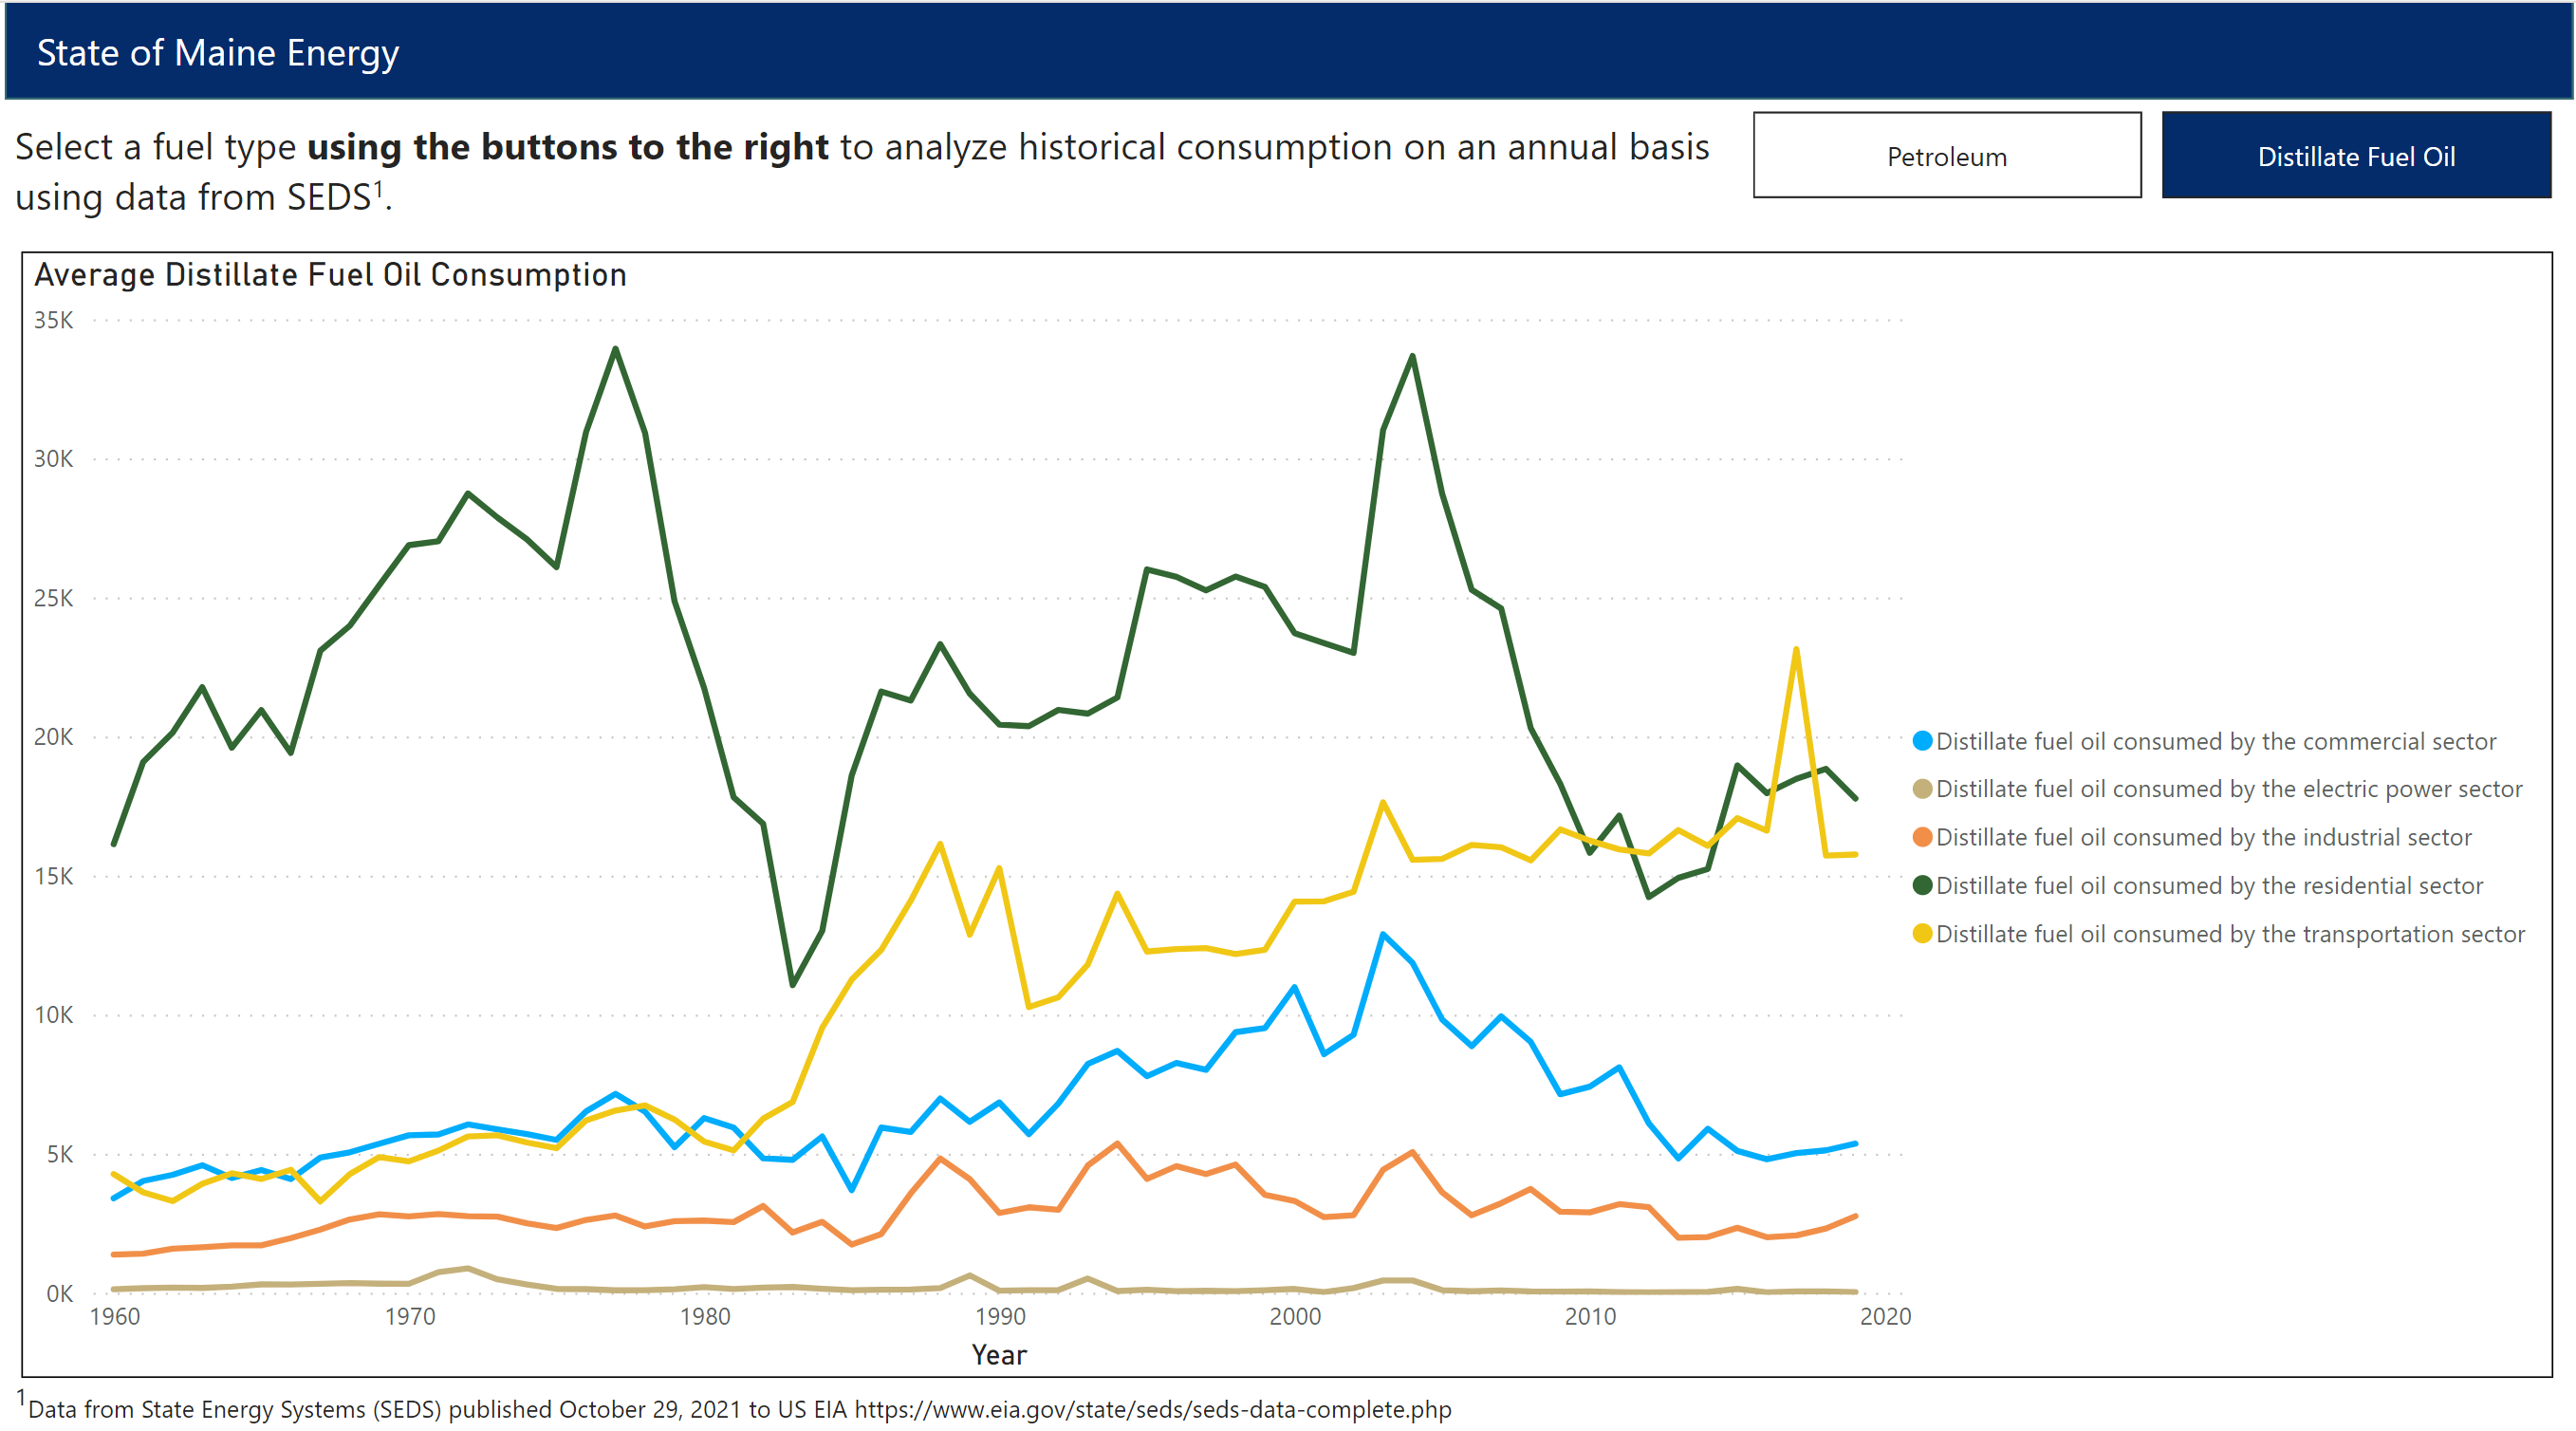 State of Maine Energy
Select a fuel type using the buttons to the right to analyze historical consumption on an annual basis
using data from SEDS¹.
Petroleum
Distillate Fuel Oil
Average Distillate Fuel Oil Consumption
35K
30K
25K
20K
15K
10K
5K
0K
1960 1970 1980 1990 2000 2010 2020
Year
Distillate fuel oil consumed by the commercial sector
Distillate fuel oil consumed by the electric power sector
Distillate fuel oil consumed by the industrial sector
Distillate fuel oil consumed by the residential sector
Distillate fuel oil consumed by the transportation sector
¹Data from State Energy Systems (SEDS) published October 29, 2021 to US EIA https://www.eia.gov/state/seds/seds-data-complete.php